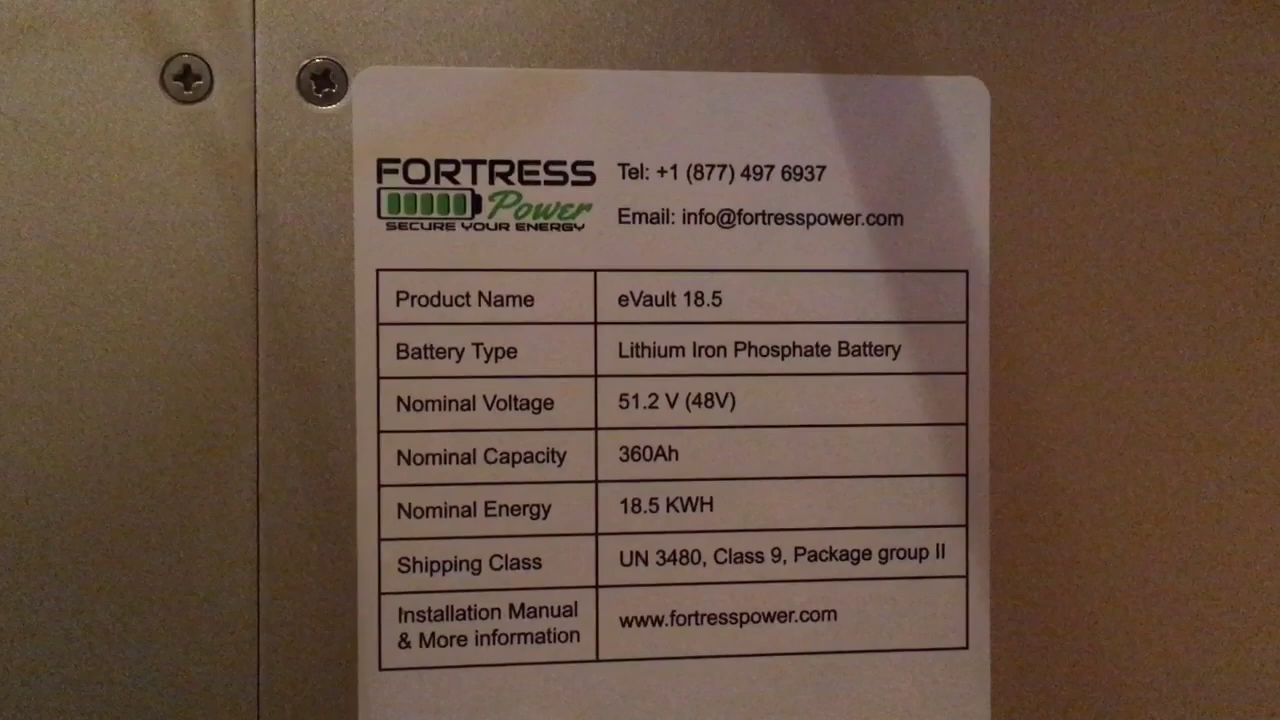 FORTRESS
Power
SECURE YOUR ENERGY
Tel: +1 (877) 497 6937
Email: info@fortresspower.com
Product Name eVault 18.5
Battery Type Lithium Iron Phosphate Battery
Nominal Voltage 51.2 V (48V)
Nominal Capacity 360Ah
Nominal Energy 18.5 KWH
Shipping Class UN 3480, Class 9, Package group II
Installation Manual
& More information www.fortresspower.com